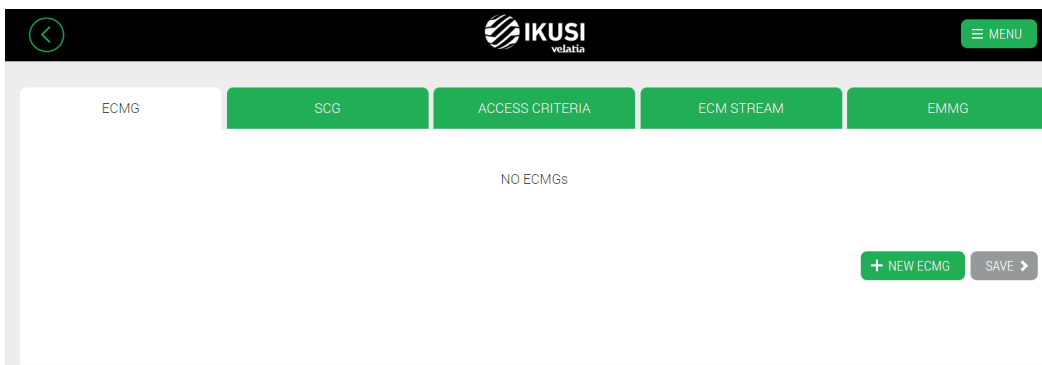 IKUSI
velatia
MENU
ECMG SCG ACCESS CRITERIA ECM STREAM EMMG
NO ECMGs
+ NEW ECMG SAVE >